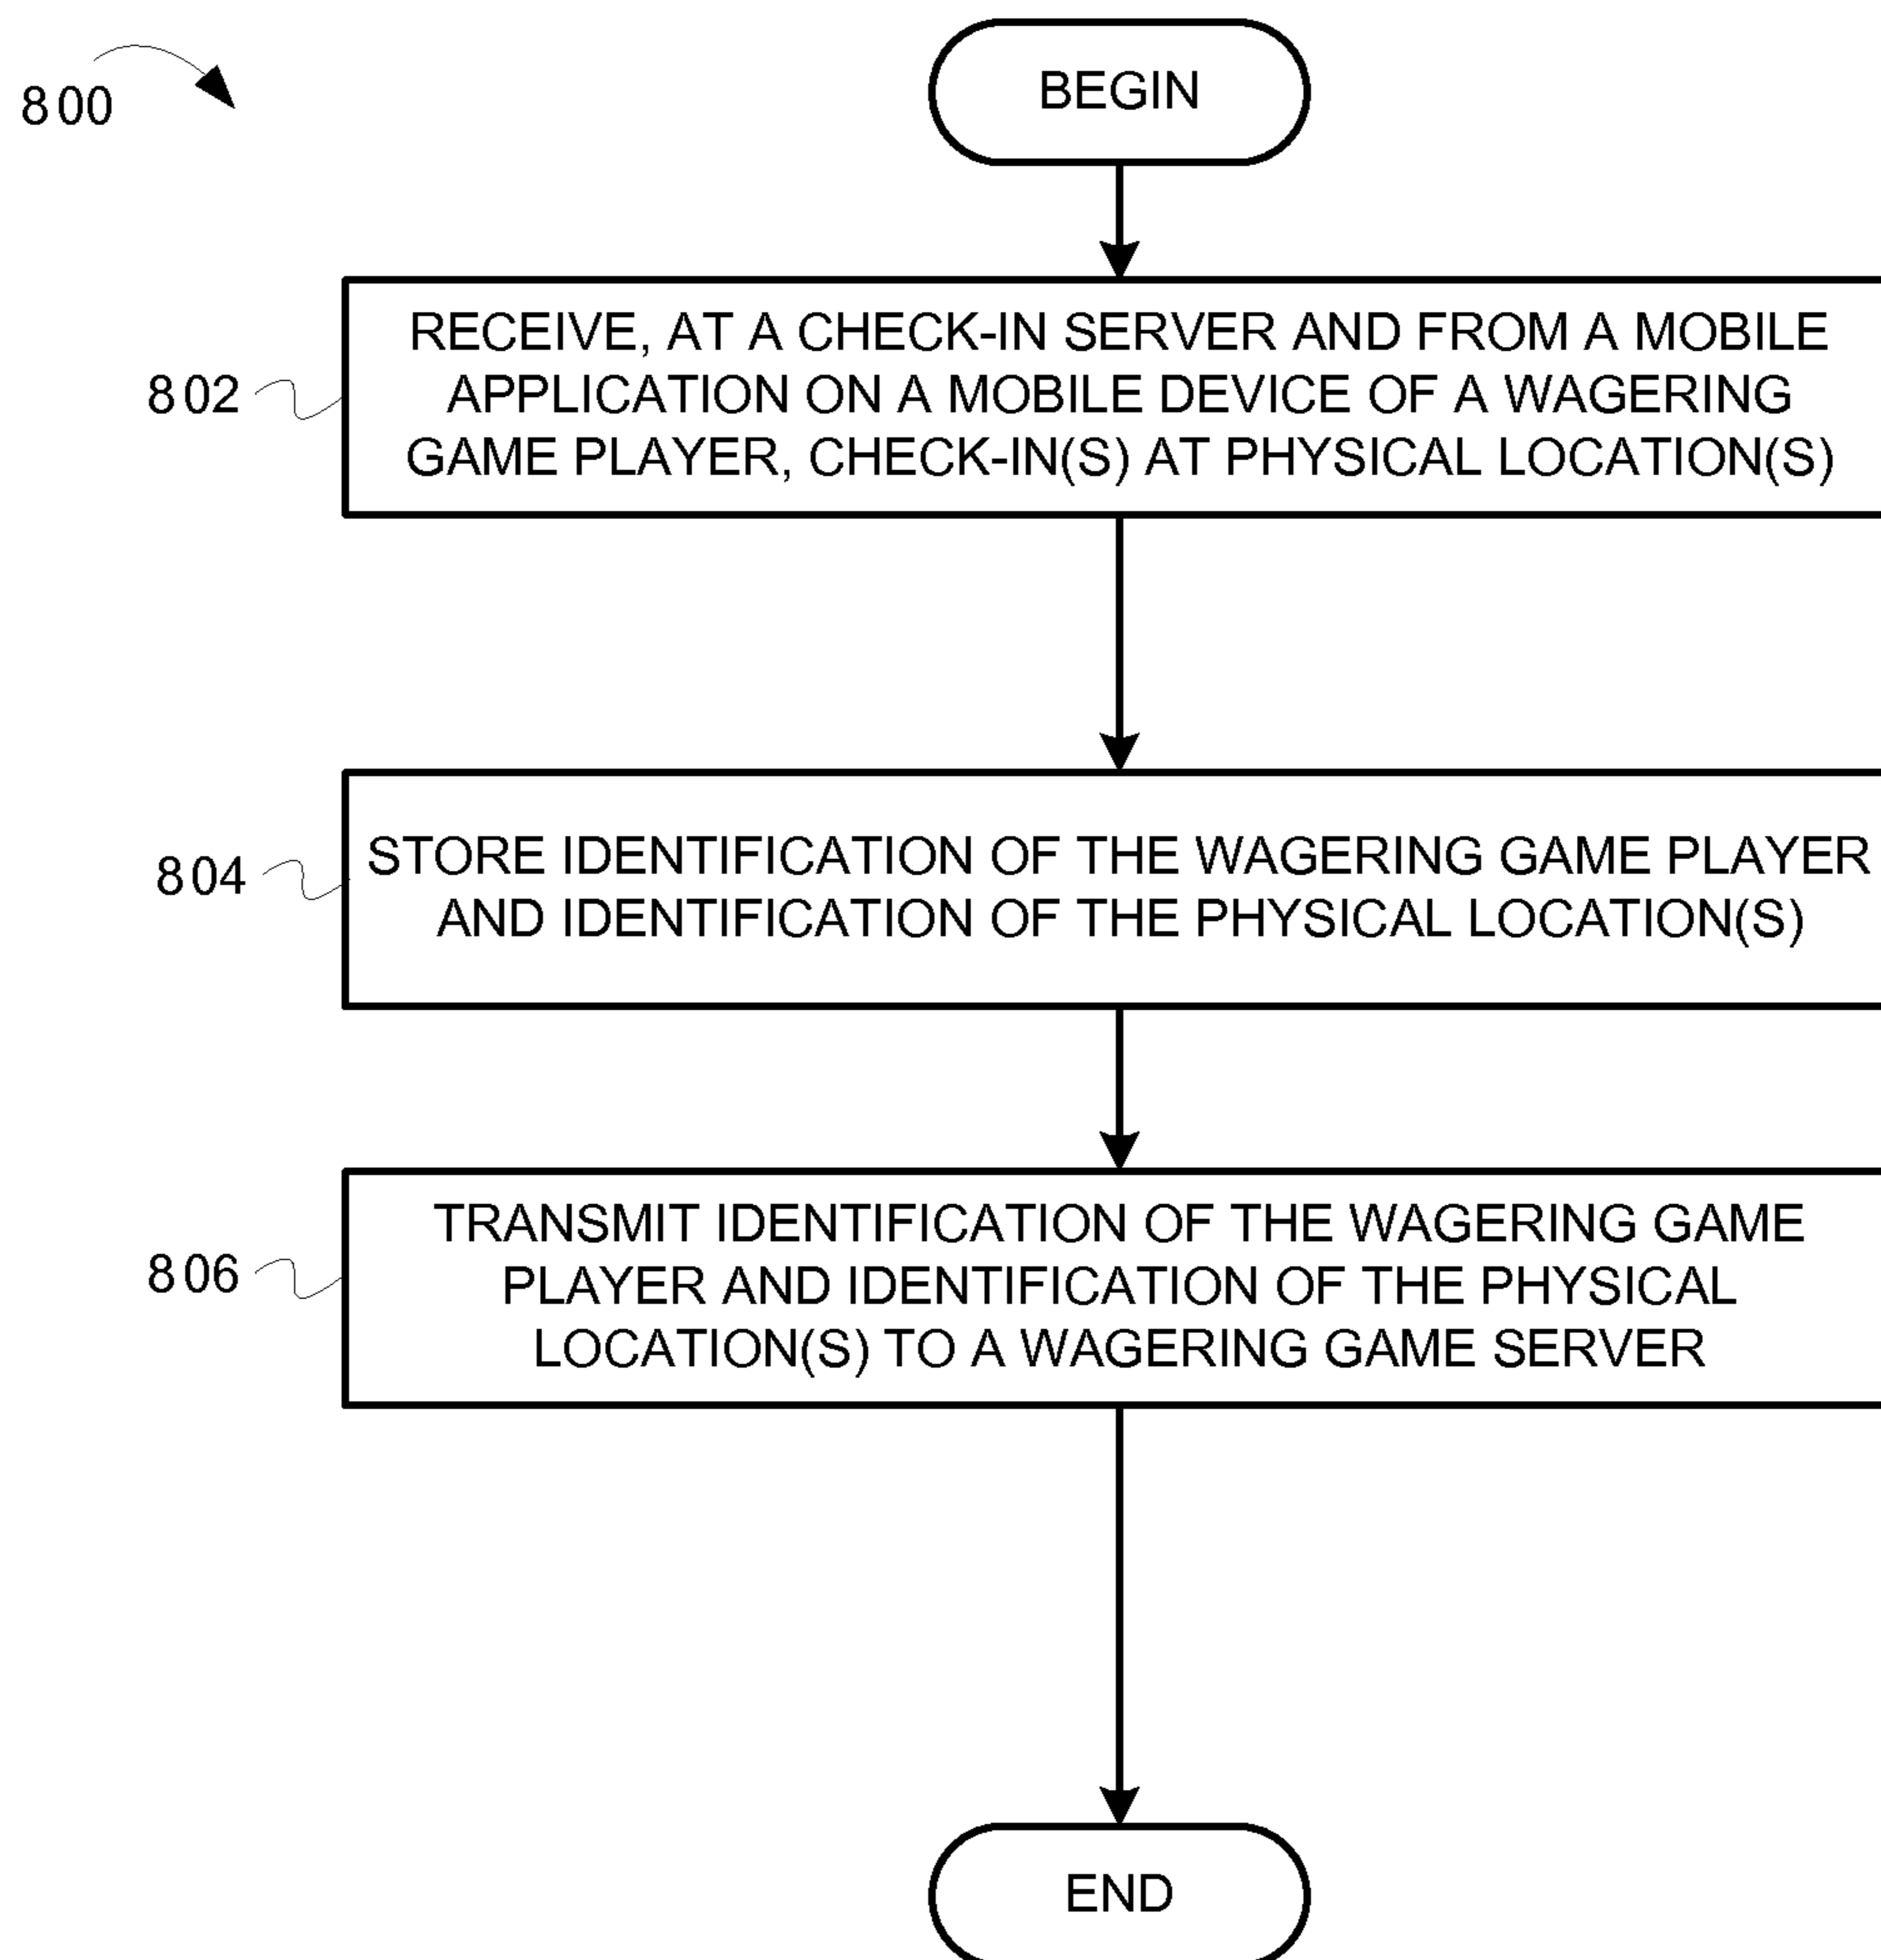 800
BEGIN
RECEIVE, AT A CHECK-IN SERVER AND FROM A MOBILE
APPLICATION ON A MOBILE DEVICE OF A WAGERING
GAME PLAYER, CHECK-IN(S) AT PHYSICAL LOCATION(S)
802
STORE IDENTIFICATION OF THE WAGERING GAME PLAYER
AND IDENTIFICATION OF THE PHYSICAL LOCATION(S)
804
TRANSMIT IDENTIFICATION OF THE WAGERING GAME
PLAYER AND IDENTIFICATION OF THE PHYSICAL
LOCATION(S) TO A WAGERING GAME SERVER
806
END